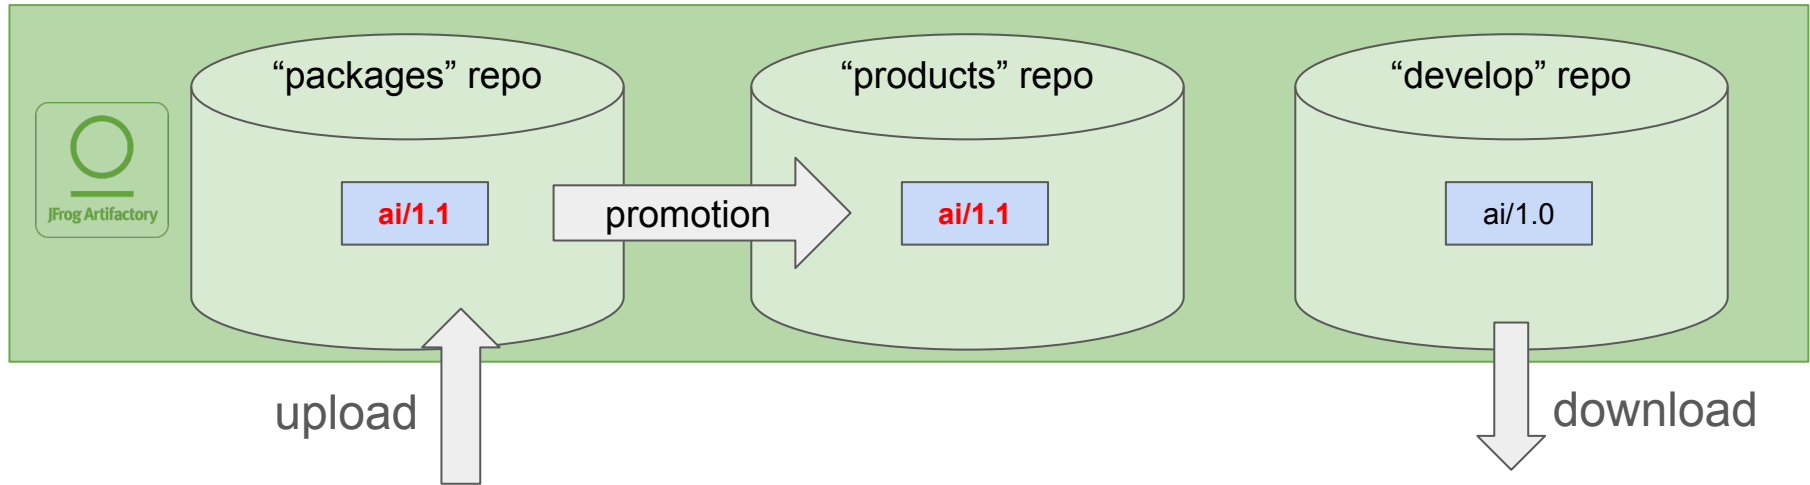 “packages” repo
“products” repo
“develop” repo
JFrog Artifactory
ai/1.1
promotion
ai/1.1
ai/1.0
upload
download